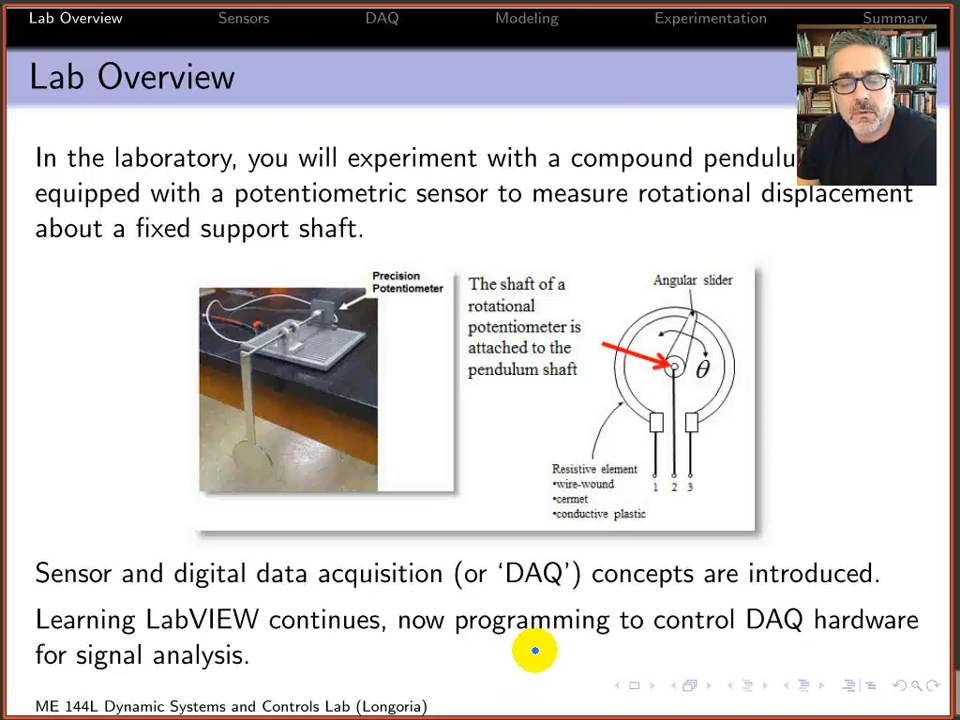 Lab Overview Sensors DAQ Modeling Experimentation Summary
Lab Overview
In the laboratory, you will experiment with a compound
equipped with a potentiometric sensor to measure rotational displacement
about a fixed support shaft.
Precision
Potentiometer
The shaft of a
rotational
potentiometer is
attached to the
pendulum shaft
Angular slider
θ
Resistive element
•wire-wound
•cermet
•conductive plastic
1 2 3
Sensor and digital data acquisition (or ‘DAQ’) concepts are introduced.
Learning LabVIEW continues, now programming to control DAQ hardware
for signal analysis.
ME 144L Dynamic Systems and Controls Lab (Longoria)